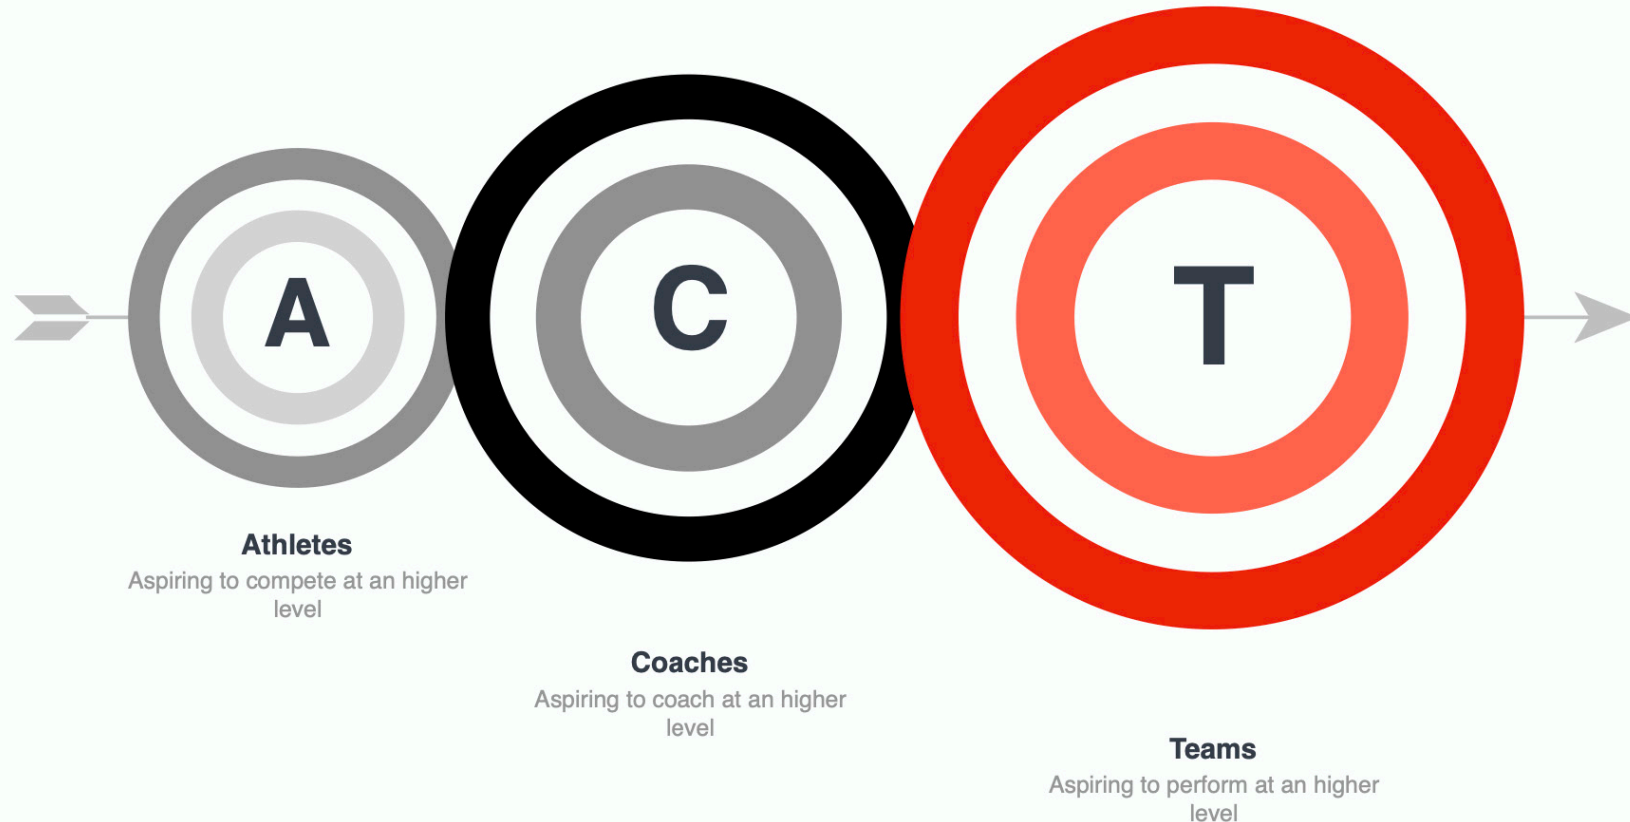 A
C
T
Athletes
Aspiring to compete at an higher
level
Coaches
Aspiring to coach at an higher
level
Teams
Aspiring to perform at an higher
level